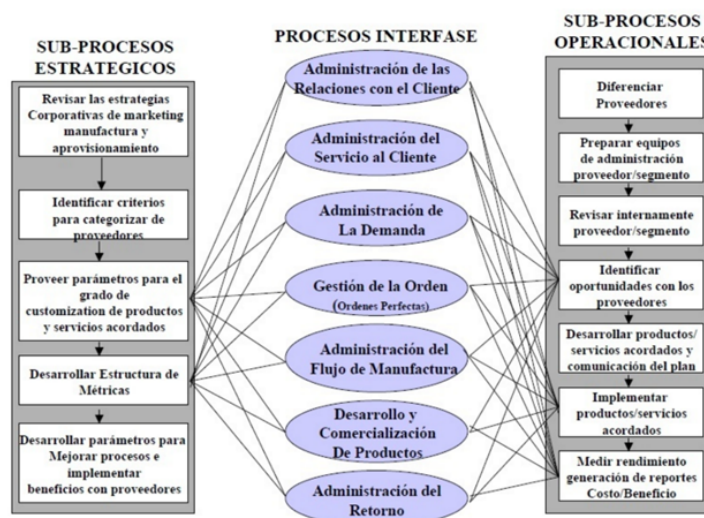 SUB-PROCESOS
ESTRATEGICOS
Revisar las estrategias
Corporativas de marketing
manufactura y
aprovisionamiento
Identificar criterios
para categorizar de
proveedores
Proveer parámetros para el
grado de
customization de productos
y servicios acordados
Desarrollar Estructura de
Métricas
Desarrollar parámetros para
Mejorar procesos e
implementar
beneficios con proveedores
PROCESOS INTERFASE
Administración de las
Relaciones con el Cliente
Administración del
Servicio al Cliente
Administración de
La Demanda
Gestión de la Orden
(Ordenes Perfectas)
Administración del
Flujo de Manufactura
Desarrollo y
Comercialización
De Productos
Administración del
Retorno
SUB-PROCESOS
OPERACIONALES
Diferenciar
Proveedores
Preparar equipos
de administración
proveedor/segmento
Revisar internamente
proveedor/segmento
Identificar
oportunidades con los
proveedores
Desarrollar productos/
servicios acordados y
comunicación del plan
Implementar
productos/servicios
acordados
Medir rendimiento
generación de reportes
Costo/Beneficio